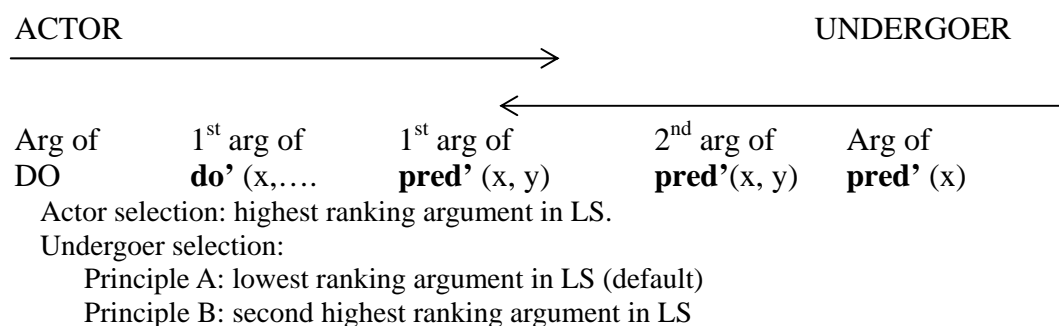 ACTOR UNDERGOER
Arg of 1st arg of 1st arg of 2nd arg of Arg of
DO do’ (x,…. pred’ (x, y) pred’(x, y) pred’ (x)
Actor selection: highest ranking argument in LS.
Undergoer selection:
Principle A: lowest ranking argument in LS (default)
Principle B: second highest ranking argument in LS